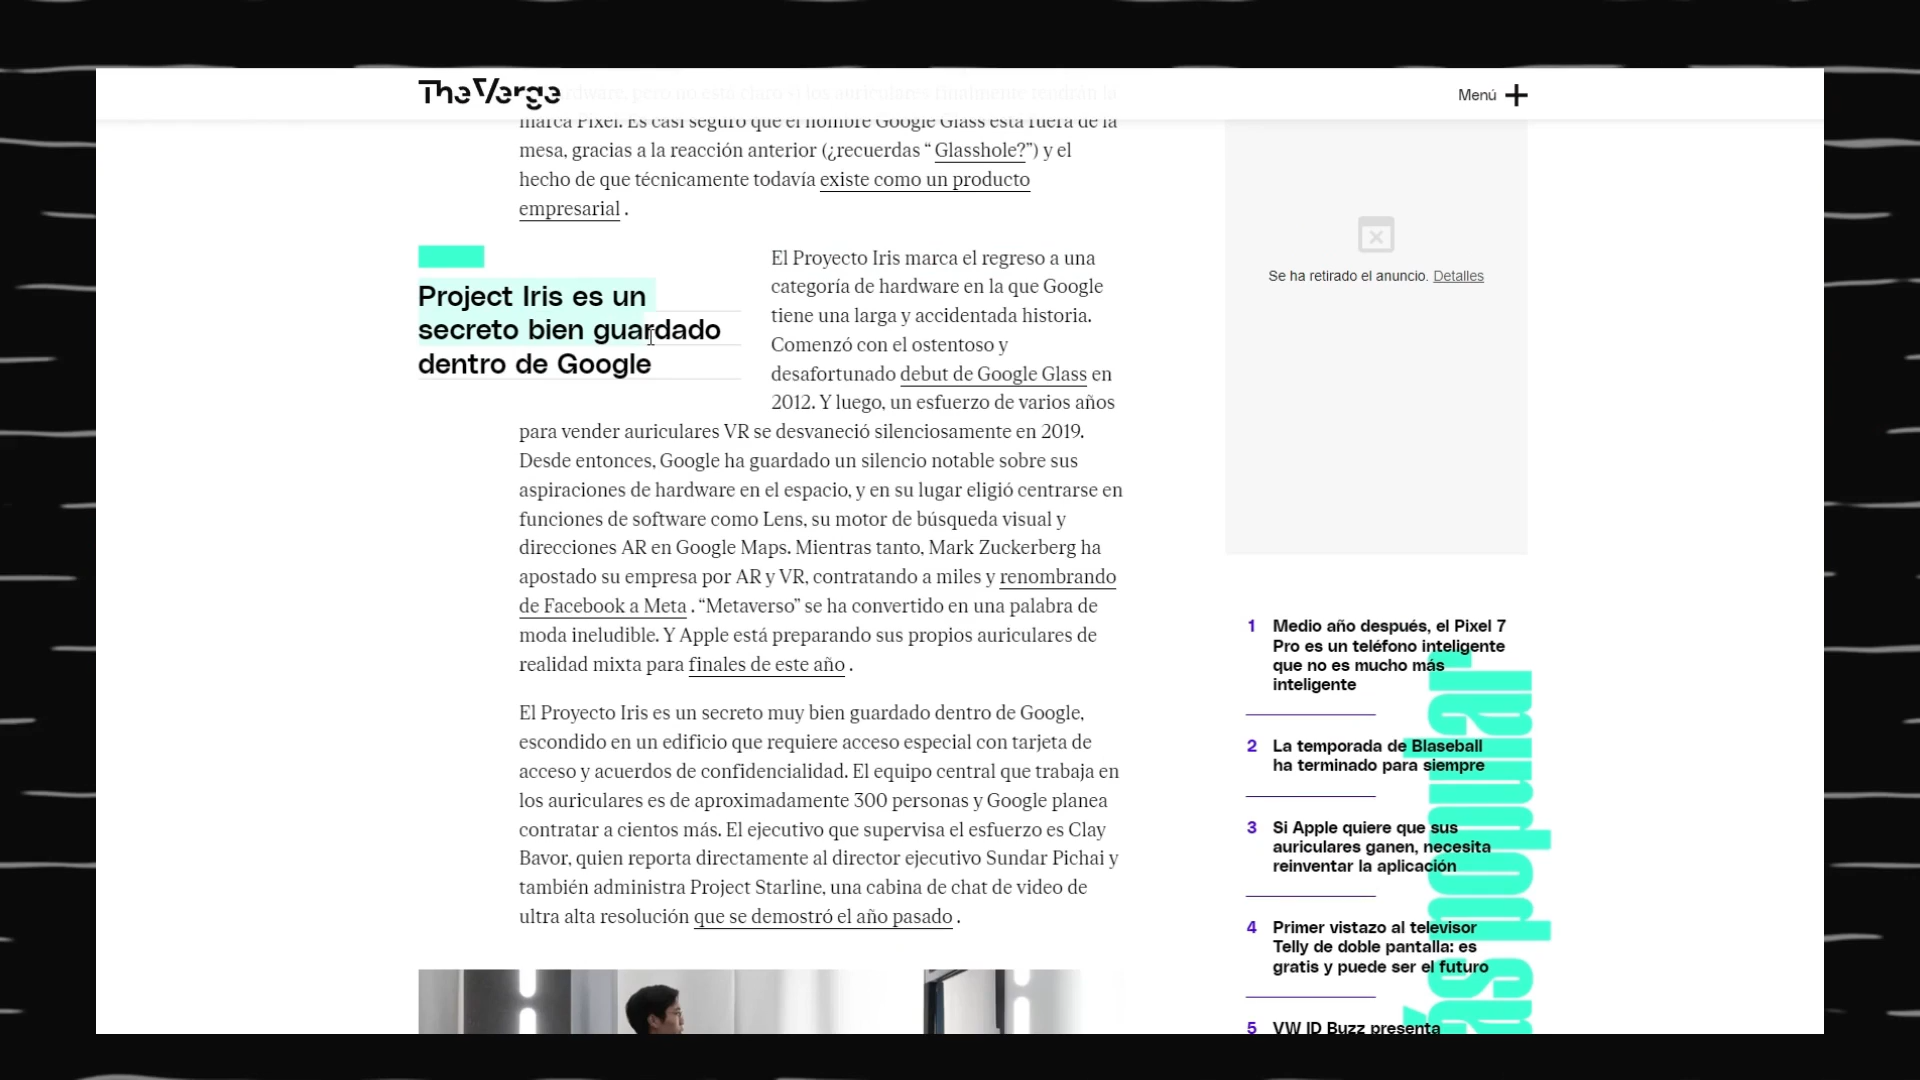 The Verge
Menú
hardware, pero no está claro si los auriculares finalmente tendrán la
marca Pixel. Es casi seguro que el nombre Google Glass está fuera de la
mesa, gracias a la reacción anterior (¿recuerdas “ Glasshole?”) y el
hecho de que técnicamente todavía existe como un producto
empresarial .
Project Iris es un
secreto bien guardado
dentro de Google
El Proyecto Iris marca el regreso a una
categoría de hardware en la que Google
tiene una larga y accidentada historia.
Comenzó con el ostentoso y
desafortunado debut de Google Glass en
2012. Y luego, un esfuerzo de varios años
para vender auriculares VR se desvaneció silenciosamente en 2019.
Desde entonces, Google ha guardado un silencio notable sobre sus
aspiraciones de hardware en el espacio, y en su lugar eligió centrarse en
funciones de software como Lens, su motor de búsqueda visual y
direcciones AR en Google Maps. Mientras tanto, Mark Zuckerberg ha
apostado su empresa por AR y VR, contratando a miles y renombrando
de Facebook a Meta . “Metaverso” se ha convertido en una palabra de
moda ineludible. Y Apple está preparando sus propios auriculares de
realidad mixta para finales de este año .
El Proyecto Iris es un secreto muy bien guardado dentro de Google,
escondido en un edificio que requiere acceso especial con tarjeta de
acceso y acuerdos de confidencialidad. El equipo central que trabaja en
los auriculares es de aproximadamente 300 personas y Google planea
contratar a cientos más. El ejecutivo que supervisa el esfuerzo es Clay
Bavor, quien reporta directamente al director ejecutivo Sundar Pichai y
también administra Project Starline, una cabina de chat de video de
ultra alta resolución que se demostró el año pasado .
Se ha retirado el anuncio. Detalles
1 Medio año después, el Pixel 7
Pro es un teléfono inteligente
que no es mucho más
inteligente
2 La temporada de Blaseball
ha terminado para siempre
3 Si Apple quiere que sus
auriculares ganen, necesita
reinventar la aplicación
4 Primer vistazo al televisor
Telly de doble pantalla: es
gratis y puede ser el futuro
5 VW ID Buzz presenta
ás popular